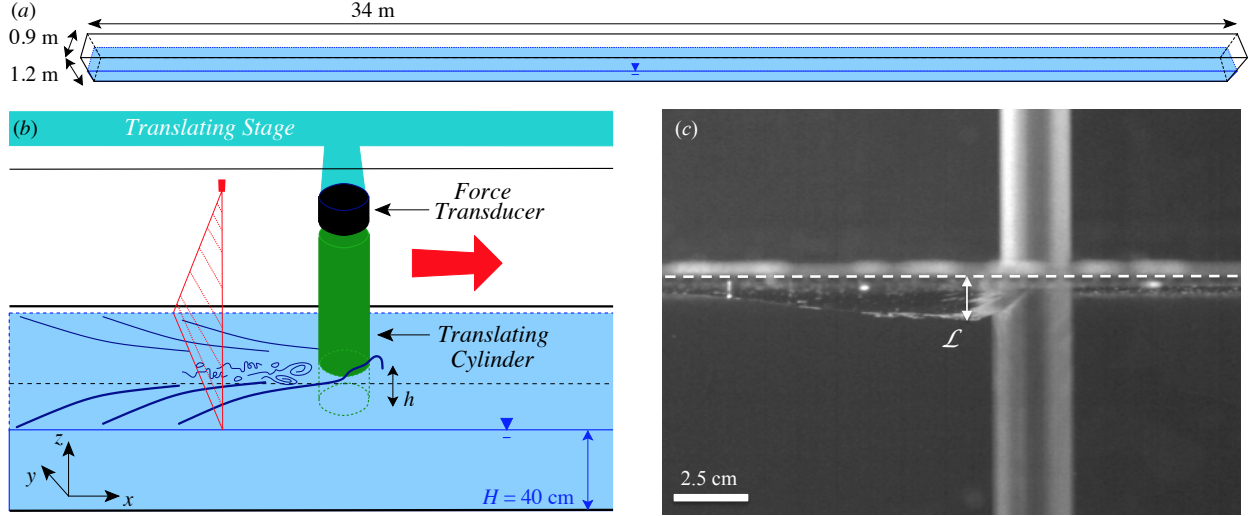 (a)
34 m
0.9 m
1.2 m
(b)
Translating Stage
Force
Transducer
Translating
Cylinder
h
z
y
x
H = 40 cm
(c)
ℒ
2.5 cm